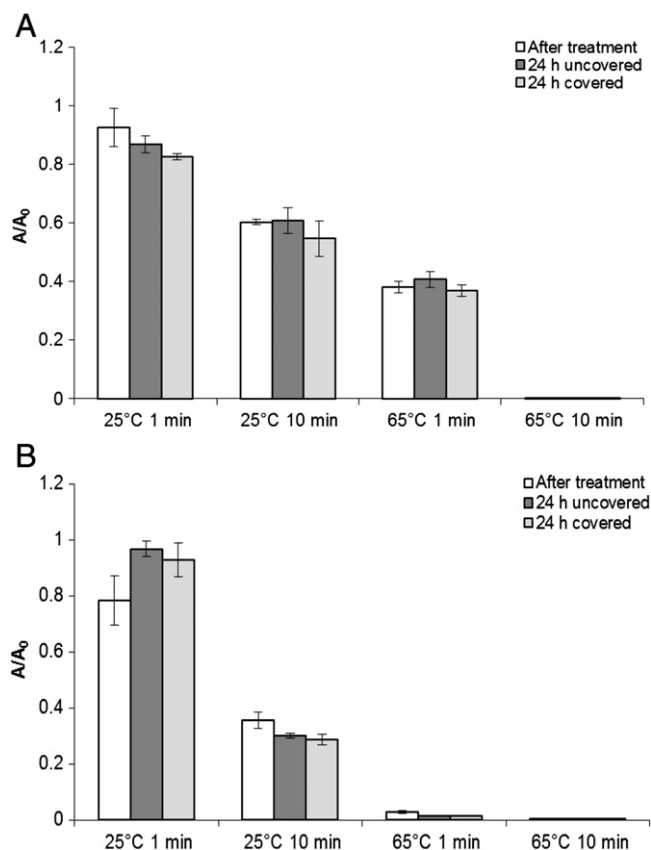 A
1.2
1
0.8
0.6
0.4
0.2
0
A/A₀
After treatment
24 h uncovered
24 h covered
25°C 1 min 25°C 10 min 65°C 1 min 65°C 10 min
B
1.2
1
0.8
0.6
0.4
0.2
0
A/A₀
After treatment
24 h uncovered
24 h covered
25°C 1 min 25°C 10 min 65°C 1 min 65°C 10 min